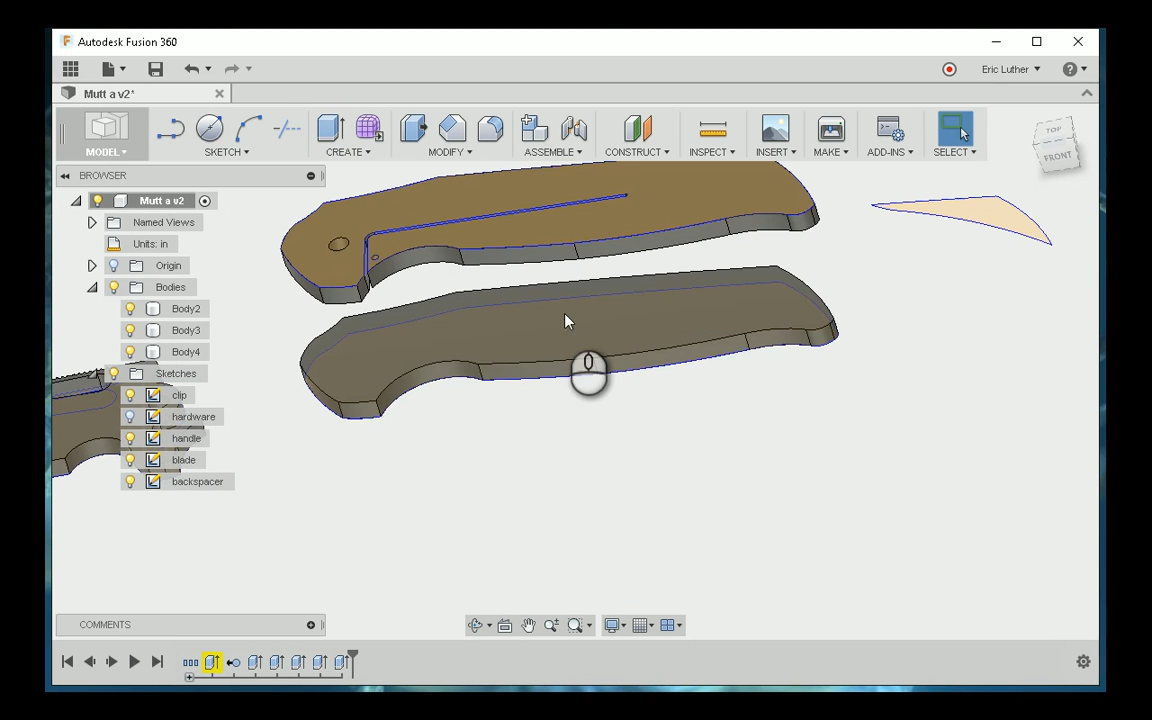 Autodesk Fusion 360
Eric Luther
Mutt a v2*
MODEL
SKETCH
CREATE
MODIFY
ASSEMBLE
CONSTRUCT
INSPECT
INSERT
MAKE
ADD-INS
SELECT
TOP
FRONT
BROWSER
Mutt a v2
Named Views
Units: in
Origin
Bodies
Body2
Body3
Body4
Sketches
clip
hardware
handle
blade
backspacer
COMMENTS